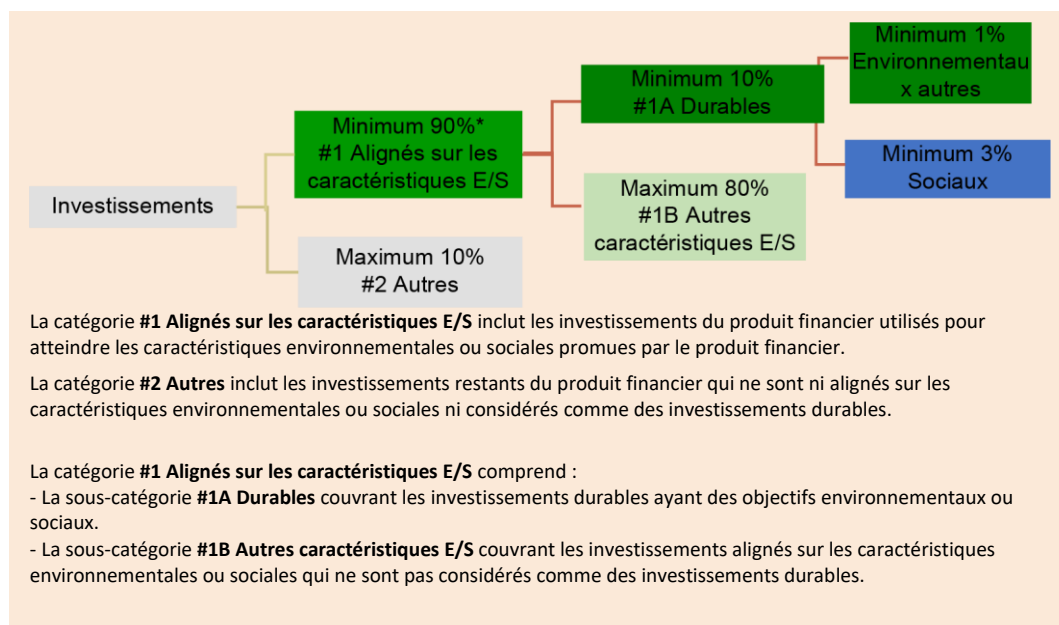 Minimum 1%
Environnementau
x autres
Minimum 10%
#1A Durables
Minimum 90%*
#1 Alignés sur les
caractéristiques E/S
Minimum 3%
Sociaux
Maximum 80%
#1B Autres
caractéristiques E/S
Investissements
Maximum 10%
#2 Autres
La catégorie #1 Alignés sur les caractéristiques E/S inclut les investissements du produit financier utilisés pour
atteindre les caractéristiques environnementales ou sociales promues par le produit financier.
La catégorie #2 Autres inclut les investissements restants du produit financier qui ne sont ni alignés sur les
caractéristiques environnementales ou sociales ni considérés comme des investissements durables.
La catégorie #1 Alignés sur les caractéristiques E/S comprend :
- La sous-catégorie #1A Durables couvrant les investissements durables ayant des objectifs environnementaux ou
sociaux.
- La sous-catégorie #1B Autres caractéristiques E/S couvrant les investissements alignés sur les caractéristiques
environnementales ou sociales qui ne sont pas considérés comme des investissements durables.